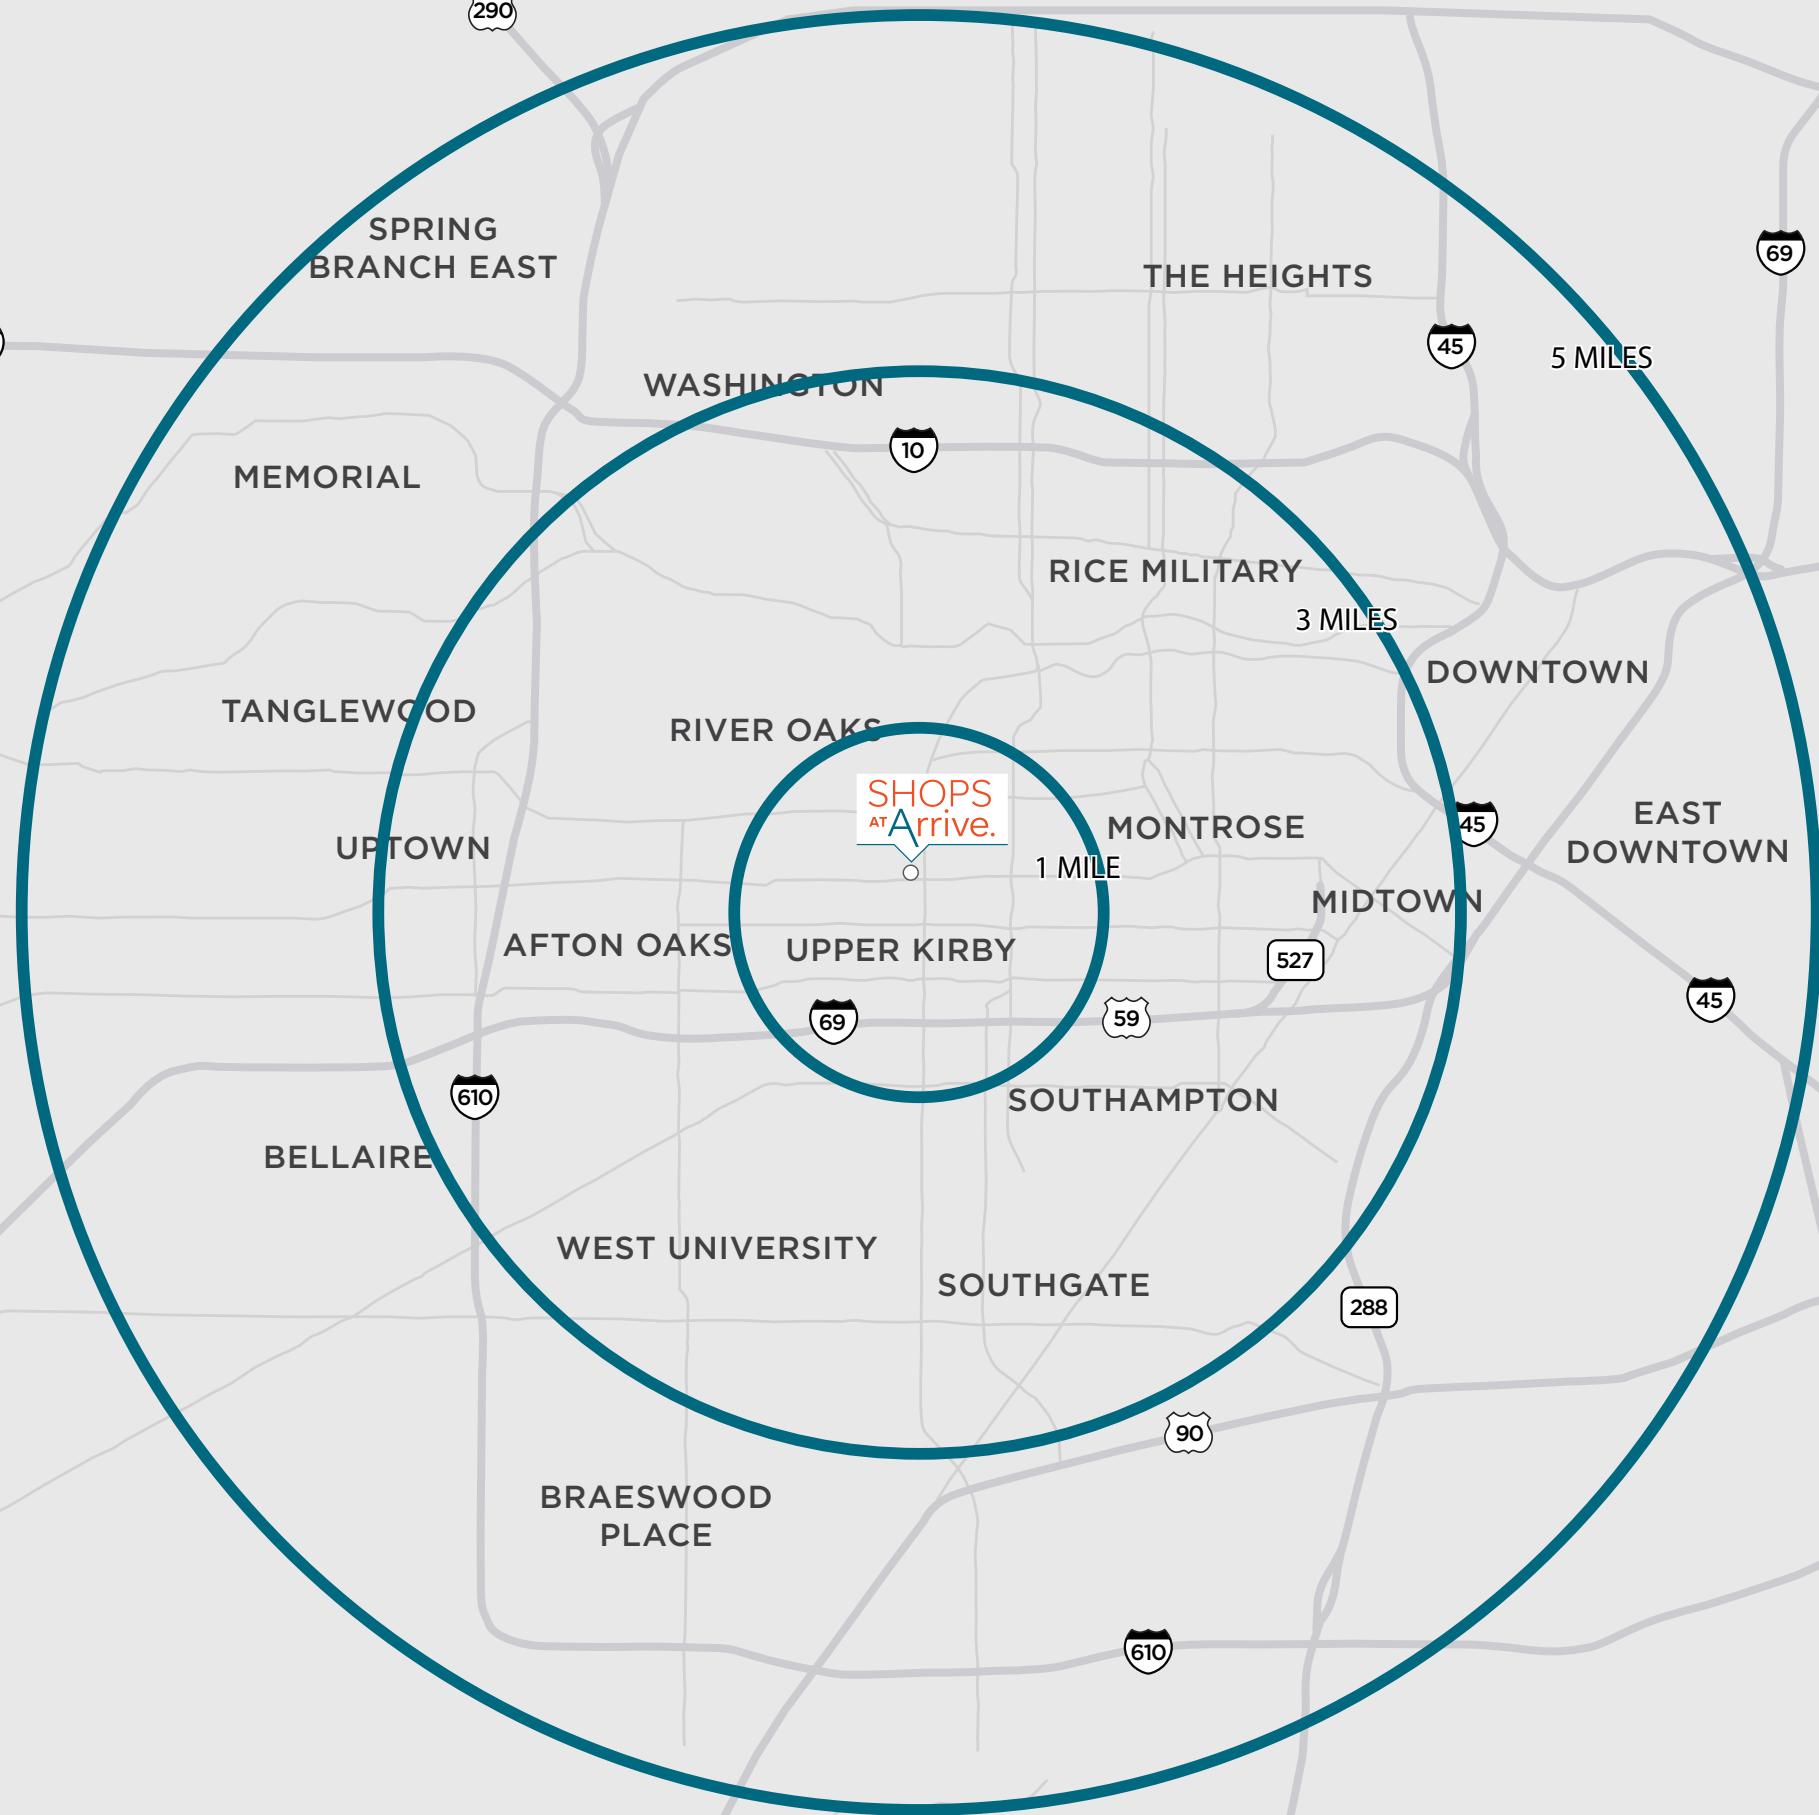 290
SPRING
BRANCH EAST
THE HEIGHTS
69
45
5 MILES
WASHINGTON
10
MEMORIAL
RICE MILITARY
3 MILES
DOWNTOWN
TANGLEWOOD
RIVER OAKS
SHOPS
AT Arrive.
MONTROSE
45
EAST
DOWNTOWN
UPTOWN
1 MILE
MIDTOWN
AFTON OAKS
UPPER KIRBY
527
69
59
45
610
SOUTHAMPTON
BELLAIRE
WEST UNIVERSITY
SOUTHGATE
288
90
BRAESWOOD
PLACE
610